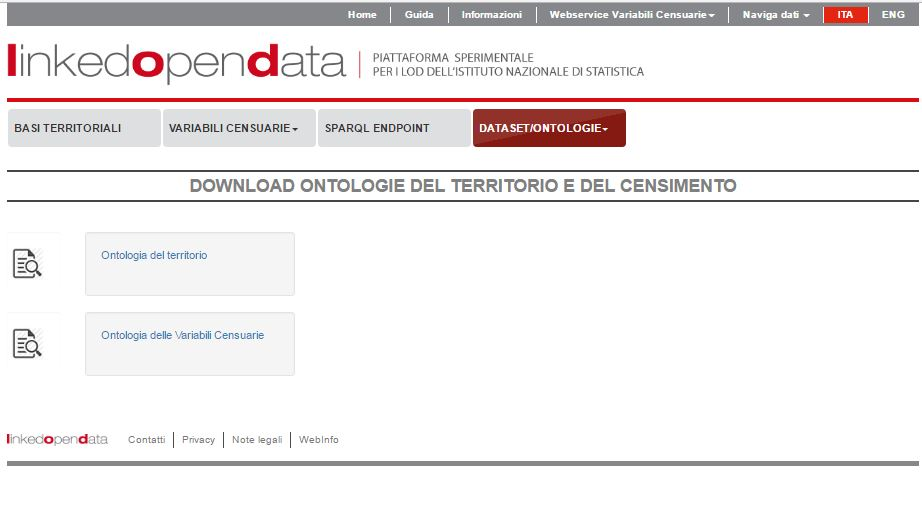 Home Guida Informazioni Webservice Variabili Censuarie Naviga dati ITA ENG
linkedopendata
PIATTAFORMA SPERIMENTALE
PER I LOD DELL'ISTITUTO NAZIONALE DI STATISTICA
BASI TERRITORIALI VARIABILI CENSUARIE SPARQL ENDPOINT DATASET/ONTOLOGIE
DOWNLOAD ONTOLOGIE DEL TERRITORIO E DEL CENSIMENTO
Ontologia del territorio
Ontologia delle Variabili Censuarie
linkedopendata Contatti Privacy Note legali WebInfo